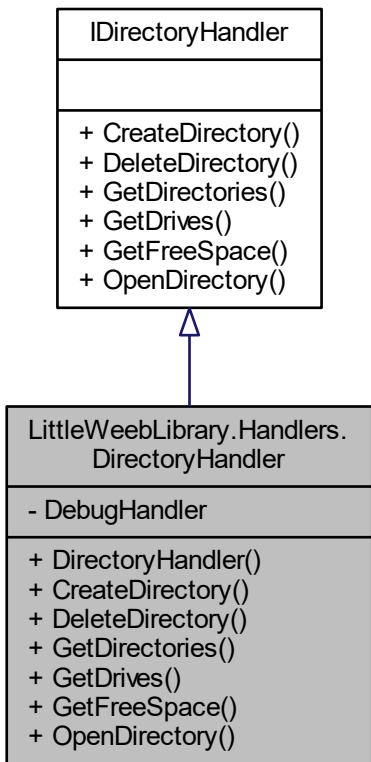 IDirectoryHandler
+ CreateDirectory()
+ DeleteDirectory()
+ GetDirectories()
+ GetDrives()
+ GetFreeSpace()
+ OpenDirectory()
LittleWeebLibrary.Handlers.
DirectoryHandler
- DebugHandler
+ DirectoryHandler()
+ CreateDirectory()
+ DeleteDirectory()
+ GetDirectories()
+ GetDrives()
+ GetFreeSpace()
+ OpenDirectory()